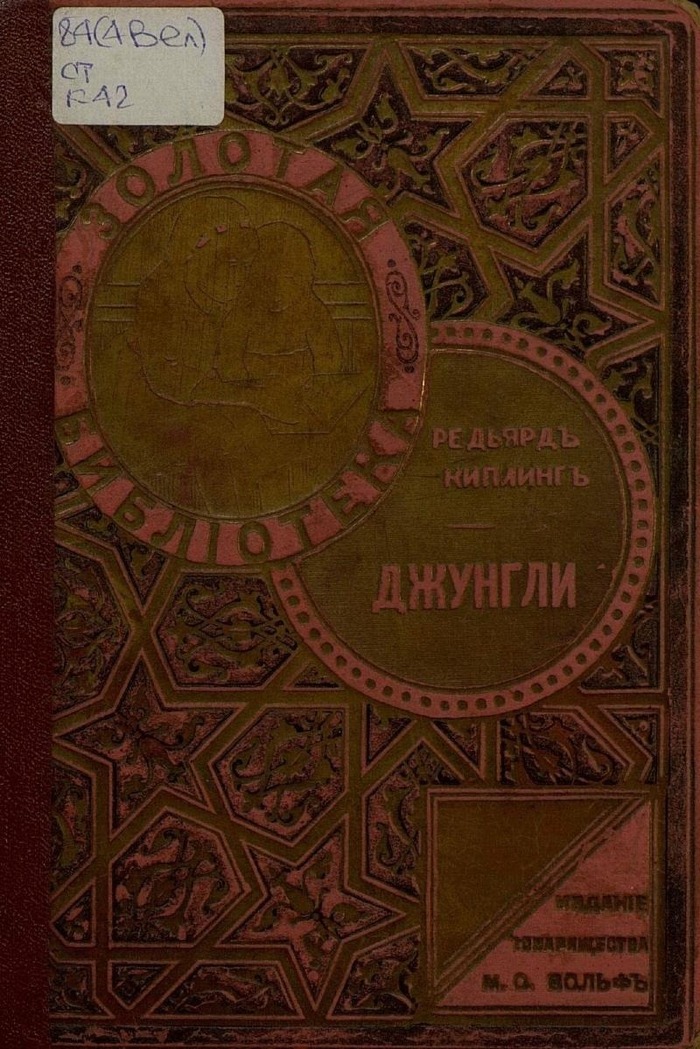 84(4Вел)
СТ
К42
ЗОЛОТАЯ
БИБЛІОТЕКА
РЕДЬЯРДЪ
КИПЛИНГЪ
ДЖУНГЛИ
ИЗДАНІЕ
ТОВАРИЩЕСТВА
М. О. ВОЛЬФЪ